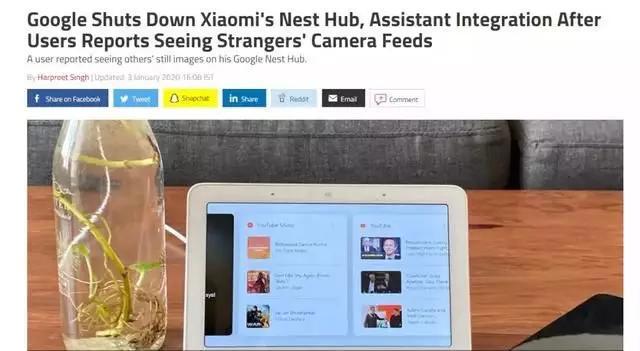 Google Shuts Down Xiaomi's Nest Hub, Assistant Integration After
Users Reports Seeing Strangers' Camera Feeds
A user reported seeing others' still images on his Google Nest Hub.
By Harpreet Singh | Updated: 3 January 2020 16:08 IST
Share on Facebook
Tweet
Snapchat
Share
Reddit
Email
Comment
YouTube Music
YouTube